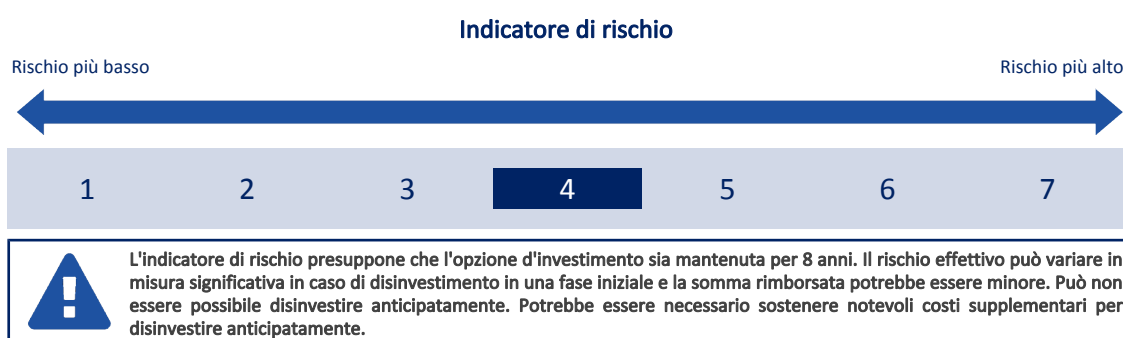 Indicatore di rischio
Rischio più basso
Rischio più alto
1 2 3 4 5 6 7
L'indicatore di rischio presuppone che l'opzione d'investimento sia mantenuta per 8 anni. Il rischio effettivo può variare in
misura significativa in caso di disinvestimento in una fase iniziale e la somma rimborsata potrebbe essere minore. Può non
essere possibile disinvestire anticipatamente. Potrebbe essere necessario sostenere notevoli costi supplementari per
disinvestire anticipatamente.